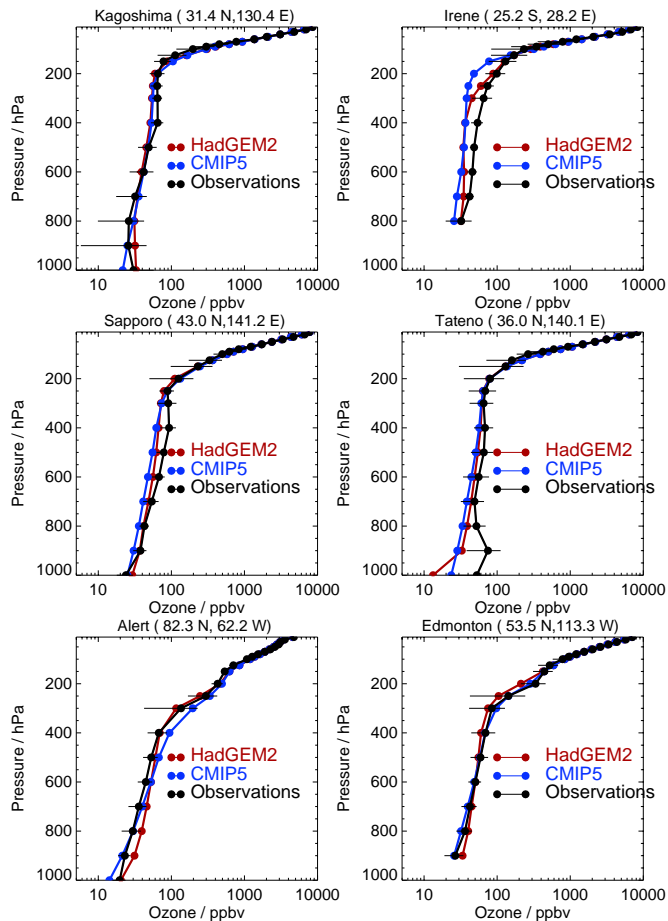 Kagoshima ( 31.4 N,130.4 E)
Pressure / hPa
200
400
600
800
1000
HadGEM2
CMIP5
Observations
10 100 1000 10000
Ozone / ppbv
Irene ( 25.2 S, 28.2 E)
Pressure / hPa
200
400
600
800
1000
HadGEM2
CMIP5
Observations
10 100 1000 10000
Ozone / ppbv
Sapporo ( 43.0 N,141.2 E)
Pressure / hPa
200
400
600
800
1000
HadGEM2
CMIP5
Observations
10 100 1000 10000
Ozone / ppbv
Tateno ( 36.0 N,140.1 E)
Pressure / hPa
200
400
600
800
1000
HadGEM2
CMIP5
Observations
10 100 1000 10000
Ozone / ppbv
Alert ( 82.3 N, 62.2 W)
Pressure / hPa
200
400
600
800
1000
HadGEM2
CMIP5
Observations
10 100 1000 10000
Ozone / ppbv
Edmonton ( 53.5 N,113.3 W)
Pressure / hPa
200
400
600
800
1000
HadGEM2
CMIP5
Observations
10 100 1000 10000
Ozone / ppbv